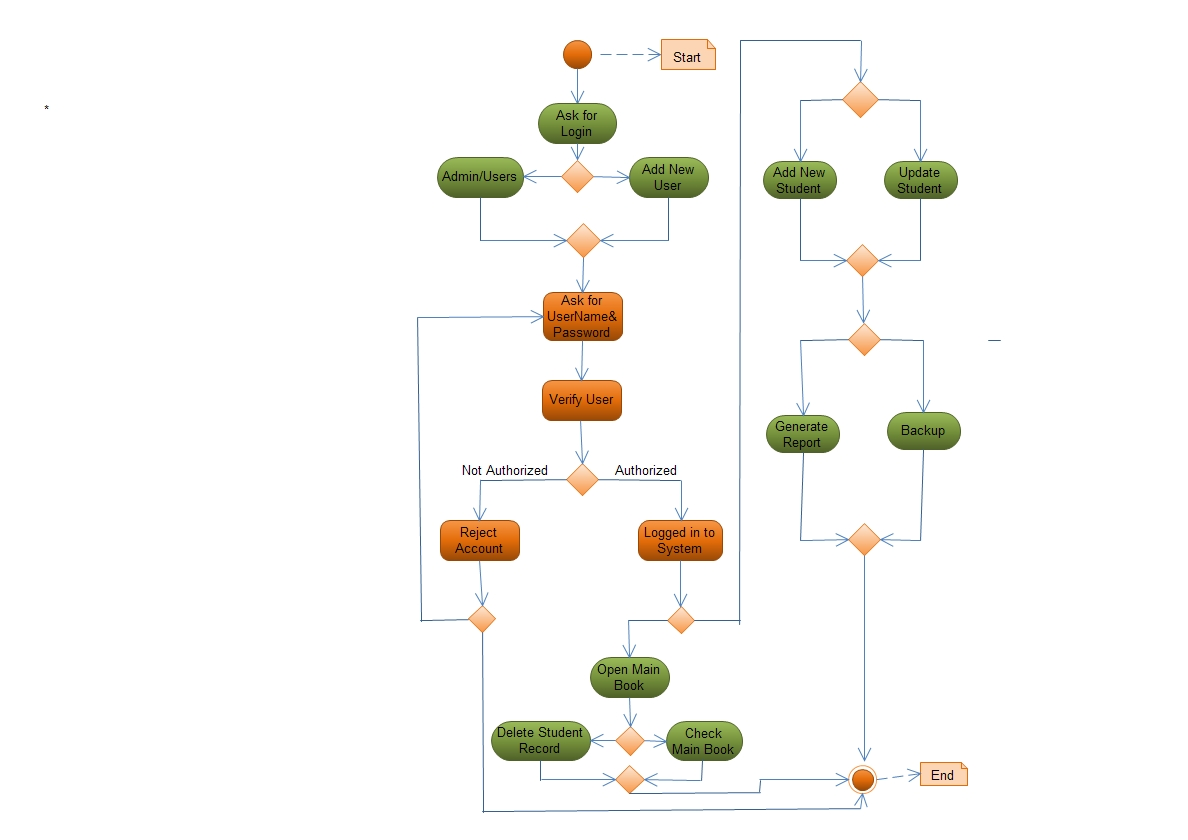 Start
*
Ask for
Login
Admin/Users
Add New
User
Ask for
UserName&
Password
Verify User
Not Authorized
Authorized
Reject
Account
Logged in to
System
Open Main
Book
Delete Student
Record
Check
Main Book
Add New
Student
Update
Student
Generate
Report
Backup
End